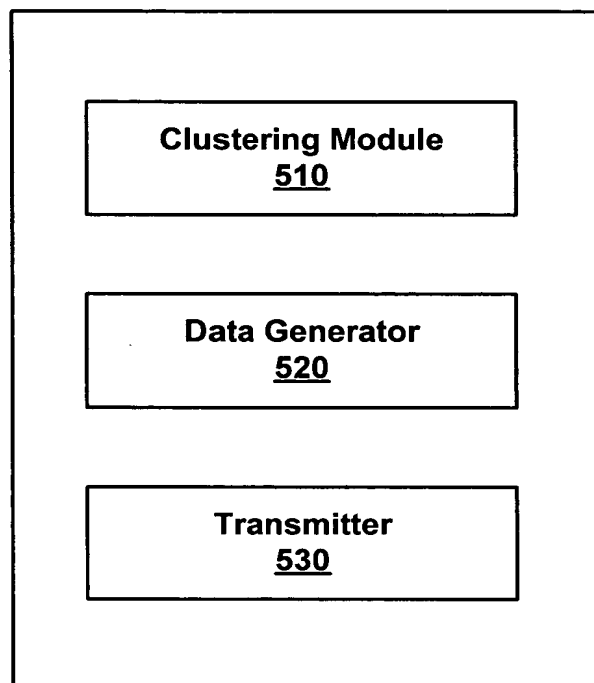 Clustering Module
510
Data Generator
520
Transmitter
530